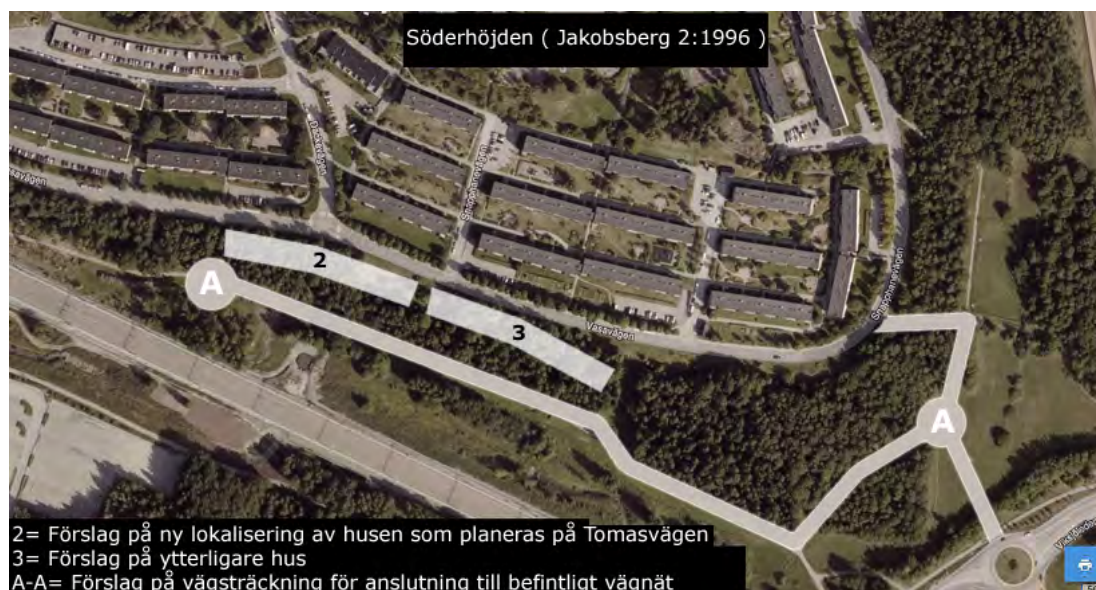 Söderhöjden ( Jakobsberg 2:1996 )
Snapphanevägen
Vasavägen
2
A
3
Vasavägen
Snapphanevägen
A
2= Förslag på ny lokalisering av husen som planeras på Tomasvägen
3= Förslag på ytterligare hus
A-A= Förslag på vägsträckning för anslutning till befintligt vägnät